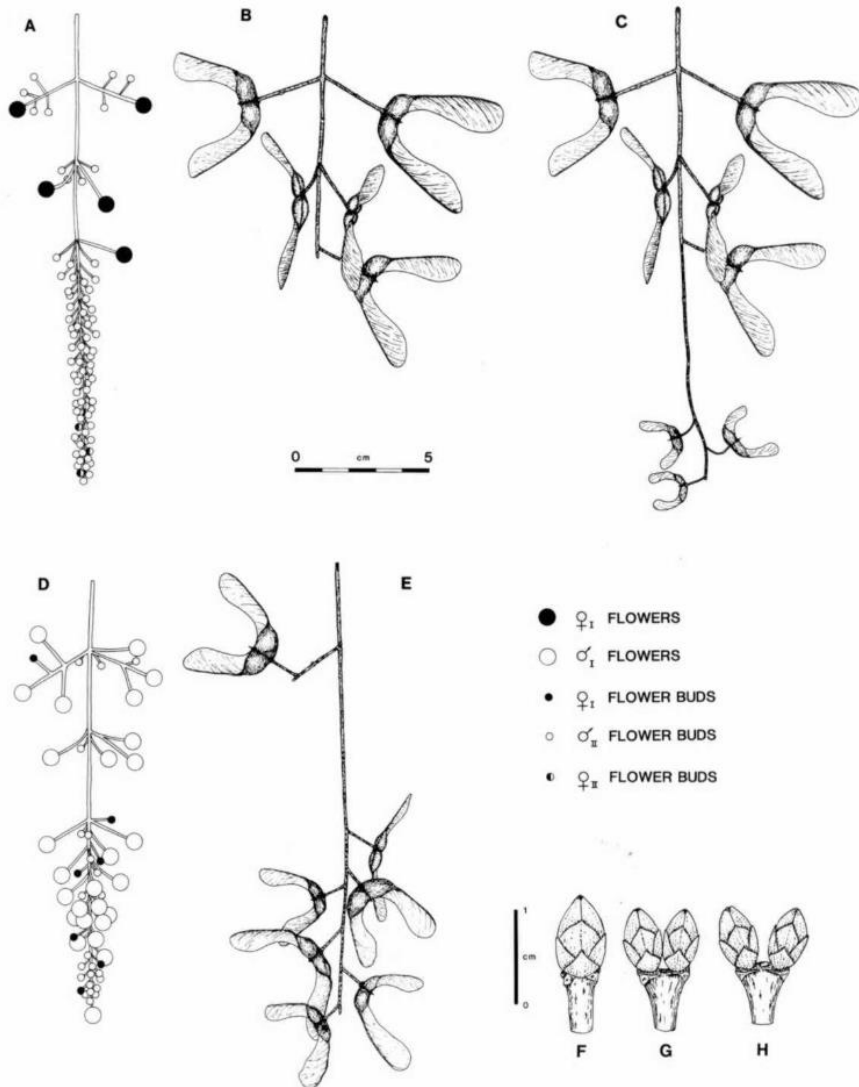 A
B
C
0 cm 5
D
E
♀I FLOWERS
♂I FLOWERS
♀I FLOWER BUDS
♂II FLOWER BUDS
♀II FLOWER BUDS
1
cm
0
F G H